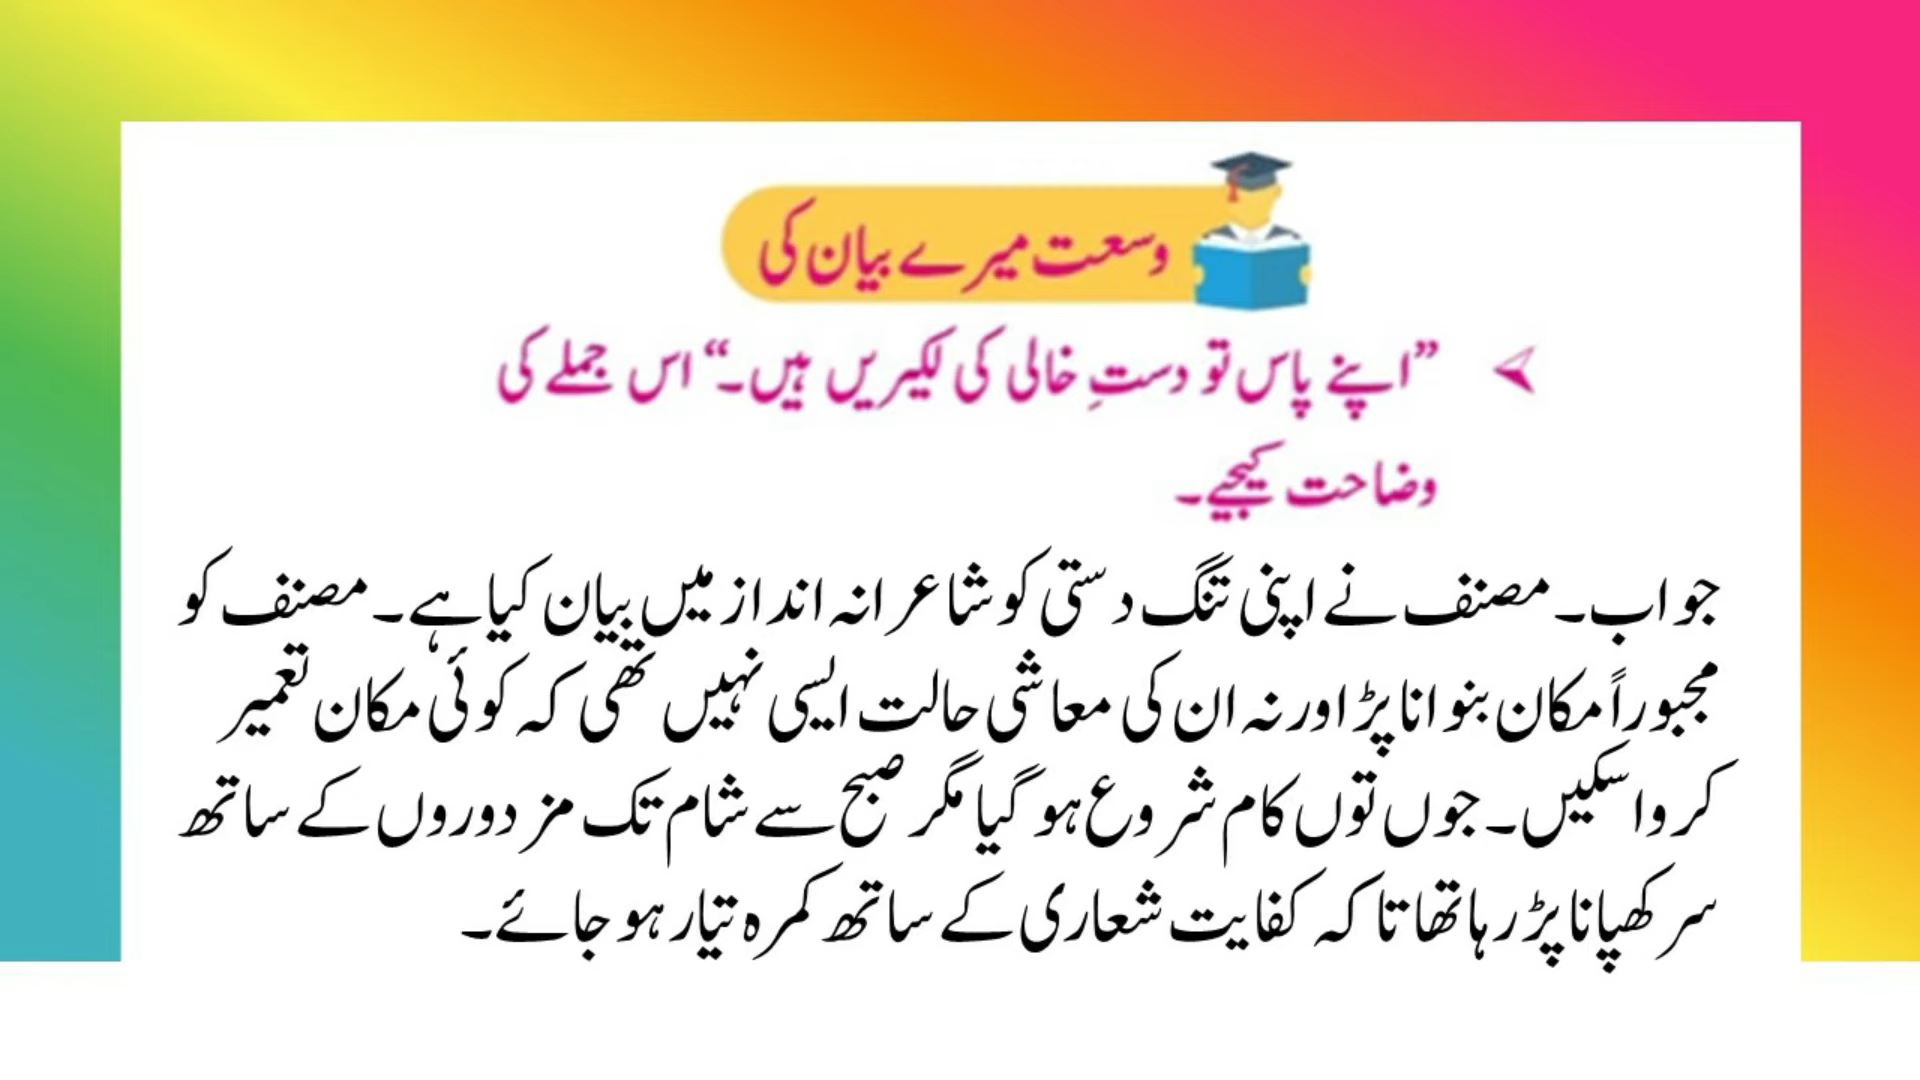 وسعت میرے بیان کی
”اپنے پاس تو دستِ خالی کی لکیریں ہیں۔“ اس جملے کی
وضاحت کیجیے۔
جواب۔ مصنف نے اپنی تنگ دستی کو شاعرانہ انداز میں بیان کیا ہے۔ مصنف کو
مجبوراً مکان بنوانا پڑا ورنہ ان کی معاشی حالت ایسی نہیں تھی کہ کوئی مکان تعمیر
کرواسکیں۔ جوں توں کام شروع ہو گیا مگر صبح سے شام تک مزدوروں کے ساتھ
سر کھپانا پڑ رہا تھا تا کہ کفایت شعاری کے ساتھ کمرہ تیار ہو جائے۔